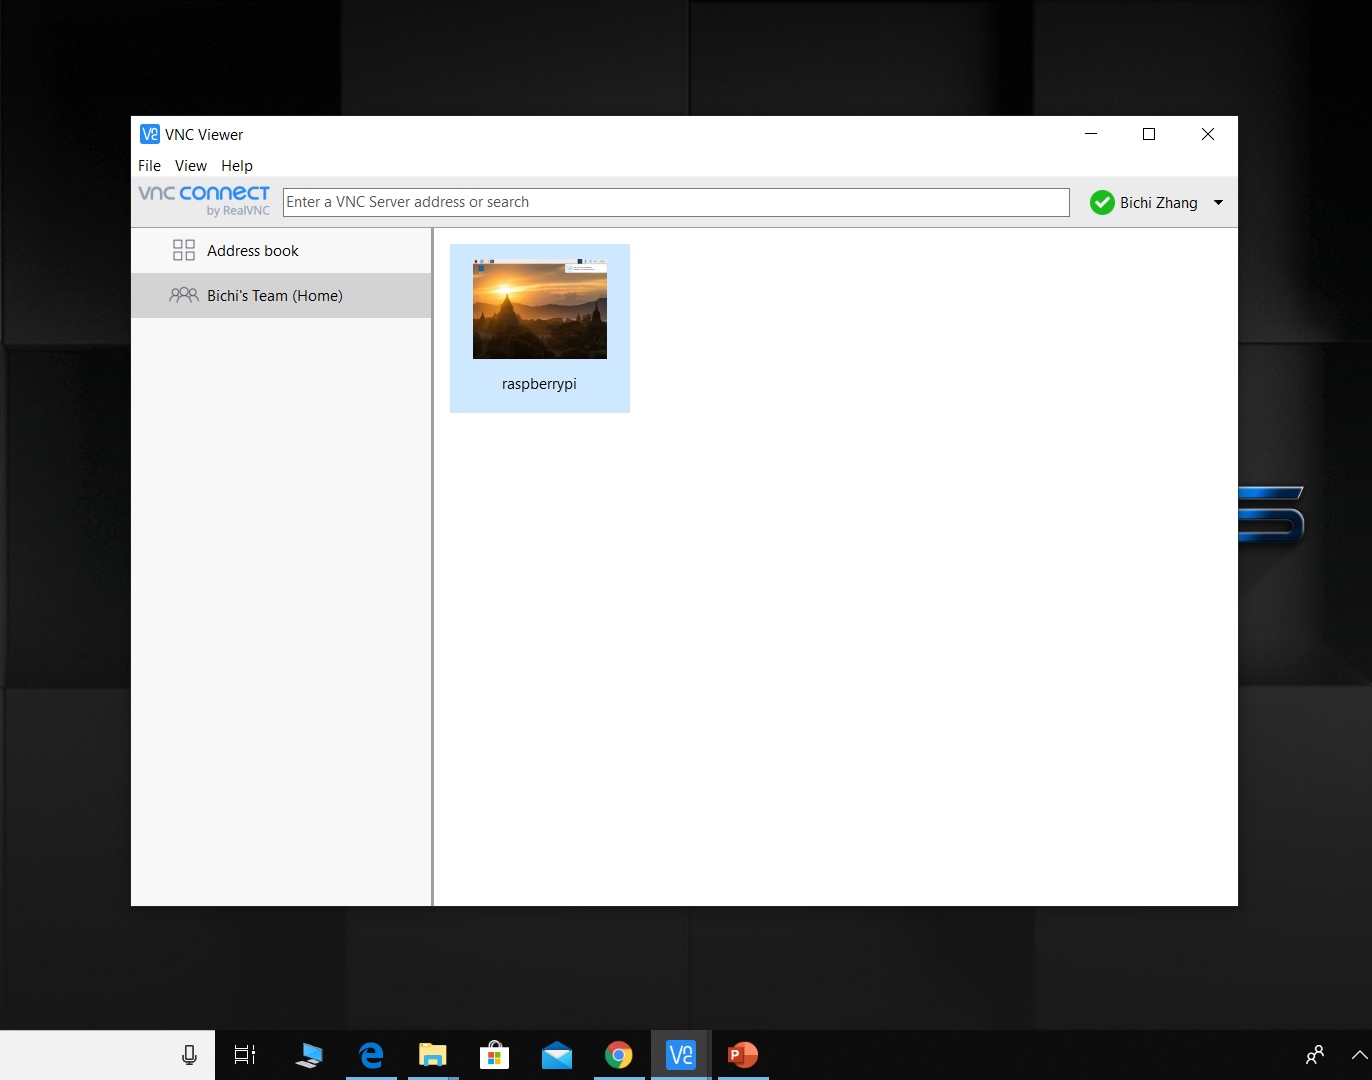 VNC Viewer
File View Help
vnc connect
by RealVNC
Enter a VNC Server address or search
Bichi Zhang
Address book
Bichi's Team (Home)
raspberrypi